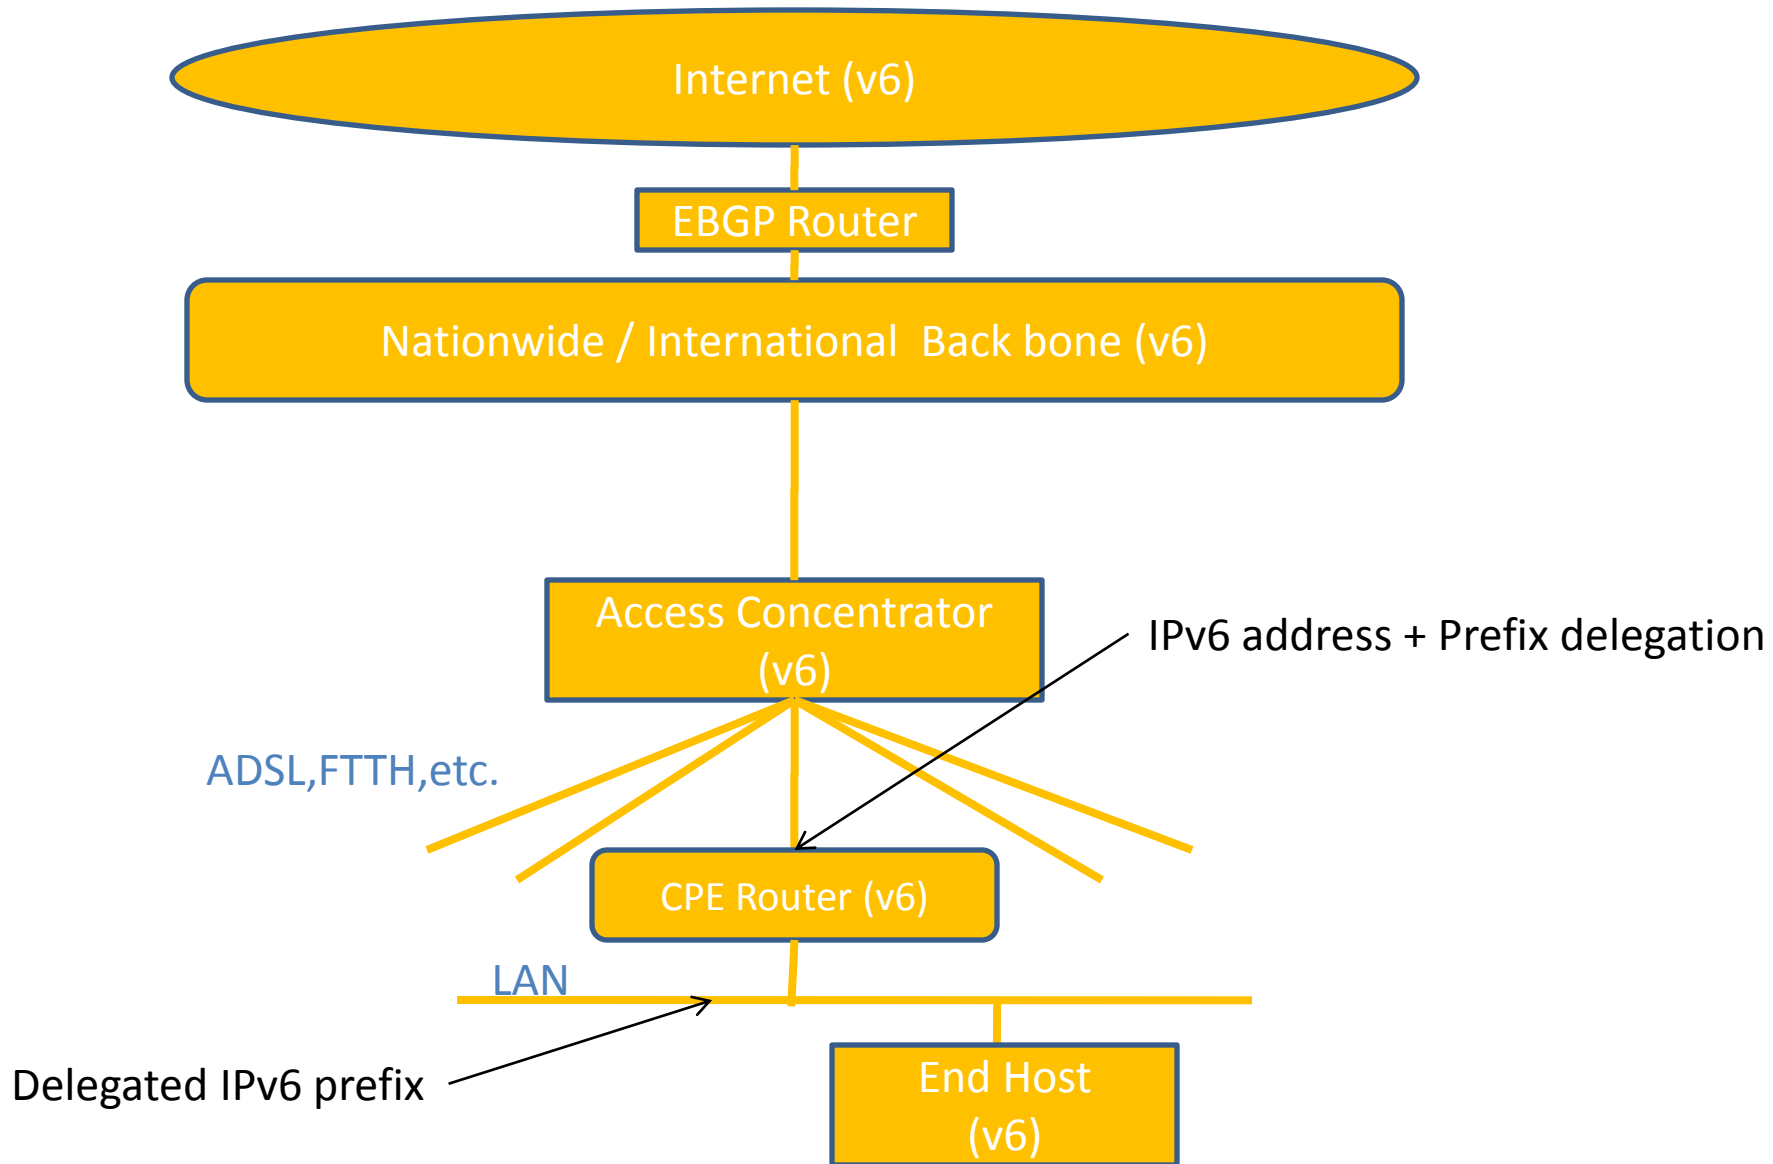 Internet (v6)
EBGP Router
Nationwide / International  Back bone (v6)
Access Concentrator
(v6)
IPv6 address + Prefix delegation
ADSL,FTTH,etc.
CPE Router (v6)
LAN
Delegated IPv6 prefix
End Host
(v6)